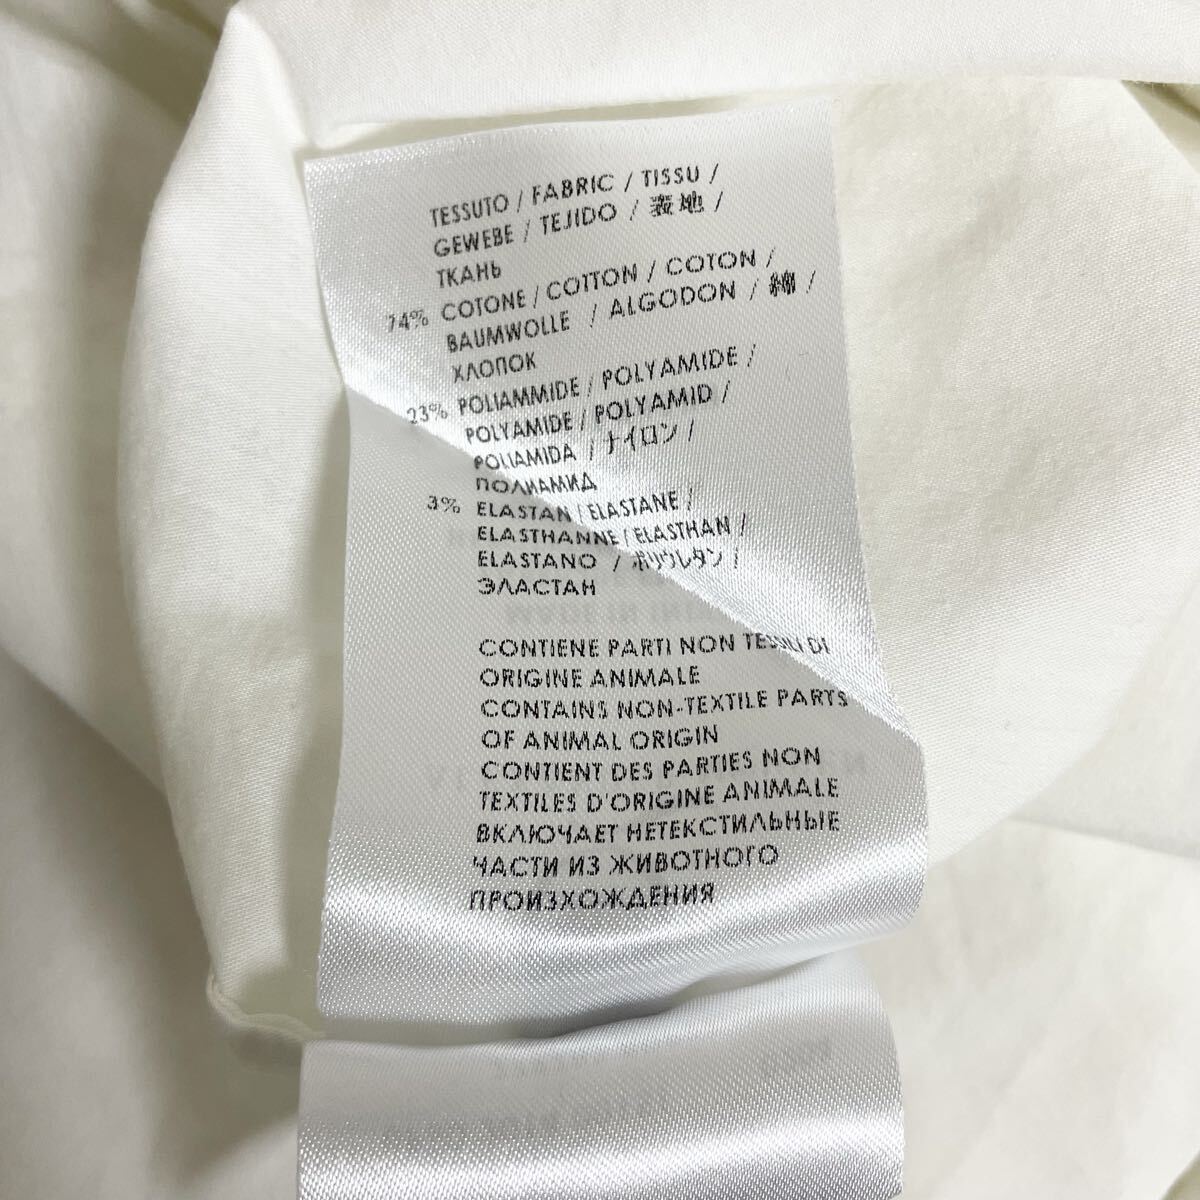 TESSUTO / FABRIC / TISSU /
GEWEBE / TEJIDO / 表地 /
ТКАНЬ
74% COTONE / COTTON / COTON /
BAUMWOLLE / ALGODON / 綿 /
ХЛОПОК
23% POLIAMMIDE / POLYAMIDE /
POLYAMIDE / POLYAMID /
POLIAMIDA / ナイロン /
ПОЛИАМИД
3% ELASTAN / ELASTANE /
ELASTHANNE / ELASTHAN /
ELASTANO / ポリウレタン /
ЭЛАСТАН
CONTIENE PARTI NON TESSILI DI
ORIGINE ANIMALE
CONTAINS NON-TEXTILE PARTS
OF ANIMAL ORIGIN
CONTIENT DES PARTIES NON
TEXTILES D'ORIGINE ANIMALE
ВКЛЮЧАЕТ НЕТЕКСТИЛЬНЫЕ
ЧАСТИ ИЗ ЖИВОТНОГО
ПРОИЗХОЖДЕНИЯ